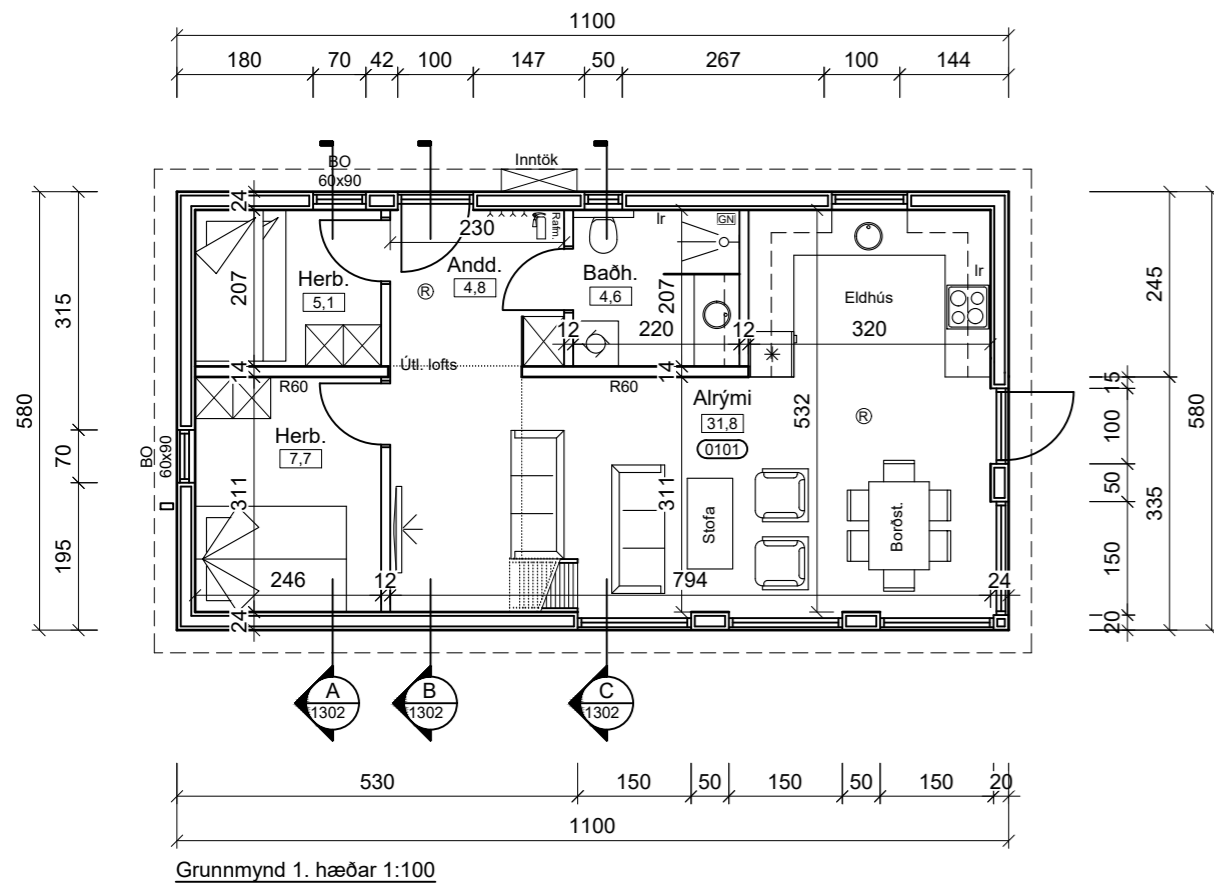 1100
180 70 42 100 147 50 267 100 144
BO
60x90
Inntök
24
230
Rafm.
lr
GN
207
Herb.
5,1
Andd.
4,8
R
Baðh.
4,6
207
lr
Eldhús
12 220 12 320
315
245
14
R60
Útl. lofts
14
R60
Alrými
31,8
0101
532
R
15
100
580
580
70
BO
60x90
Herb.
7,7
311
311
Stofa
Borðst.
50
335
195
150
246 12 794 24
24
20
A
1302
B
1302
C
1302
530 150 50 150 50 150 20
1100
Grunnmynd 1. hæðar 1:100